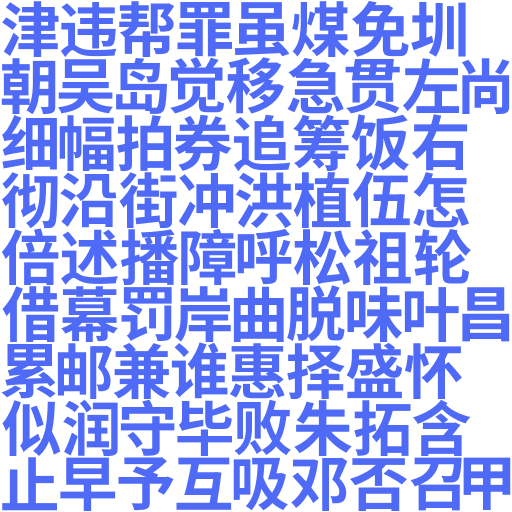 津违帮罪虽煤免圳
朝吴岛觉移急贯左尚
细幅拍券追筹饭右
彻沿街冲洪植伍怎
倍述播障呼松祖轮
借幕罚岸曲脱味叶昌
累邮兼谁惠择盛怀
似润守毕败朱拓含
止早予互吸邓否召甲